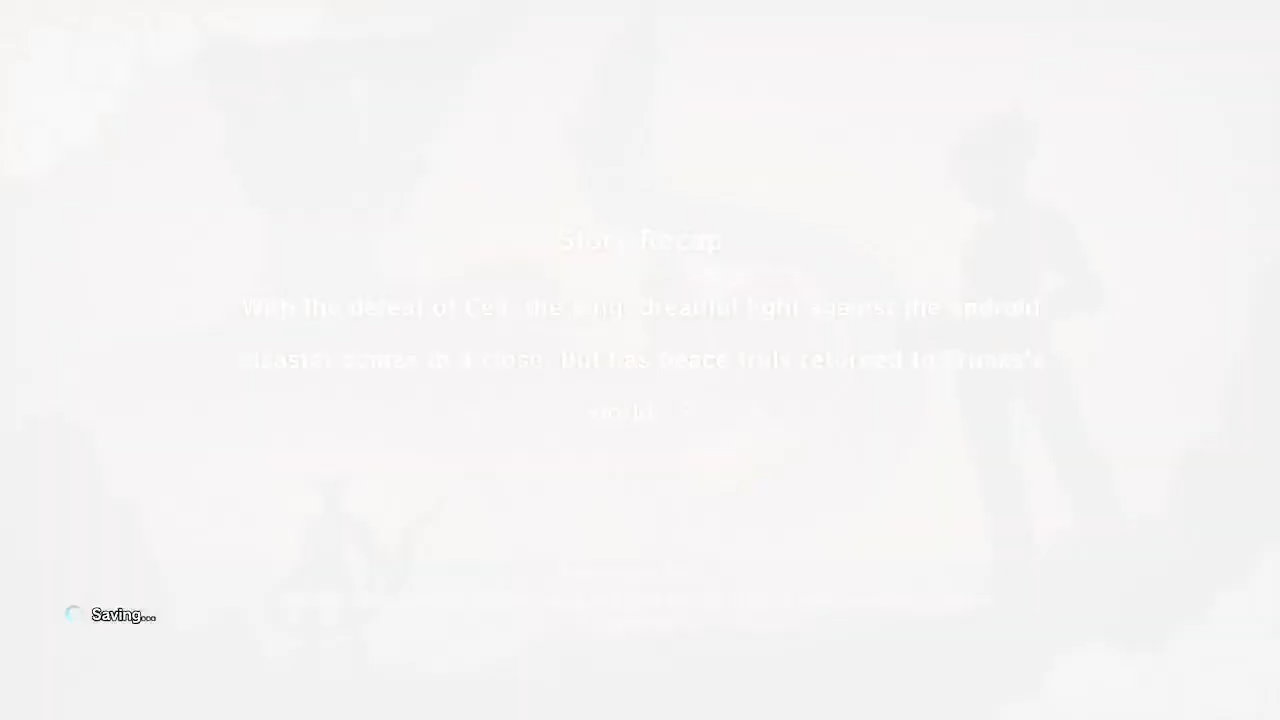 Story Recap
With the defeat of Cell, the long, dreadful fight against the android
disaster comes to a close. But has peace truly returned to Trunks's
world...?
Saving...